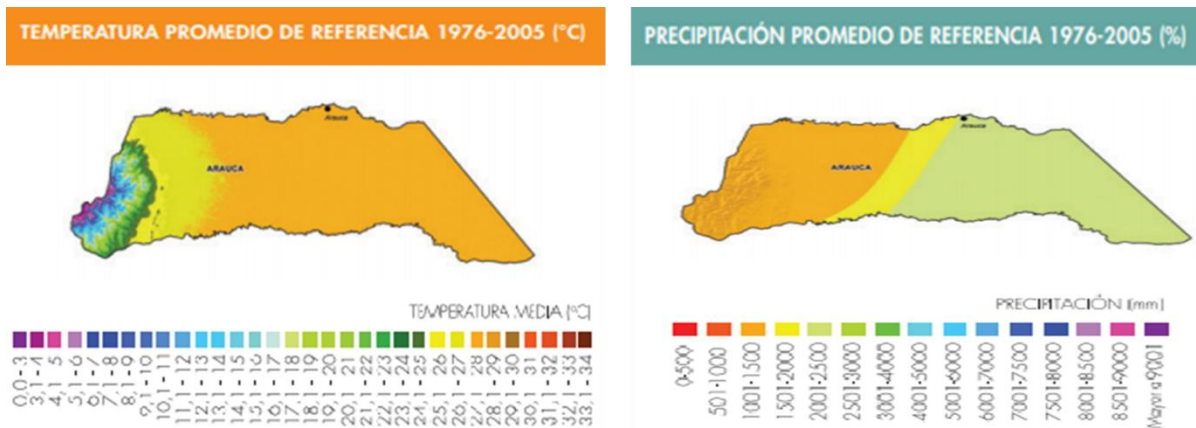 TEMPERATURA PROMEDIO DE REFERENCIA 1976-2005 (°C)
Arauca
ARAUCA
TEMPERATURA MEDIA (°C)
0,0 - 3
3,1 - 4
4,1 - 5
5,1 - 6
6,1 - 7
7,1 - 8
8,1 - 9
9,1 - 10
10,1 - 11
11,1 - 12
12,1 - 13
13,1 - 14
14,1 - 15
15,1 - 16
16,1 - 17
17,1 - 18
18,1 - 19
19,1 - 20
20,1 - 21
21,1 - 22
22,1 - 23
23,1 - 24
24,1 - 25
25,1 - 26
26,1 - 27
27,1 - 28
28,1 - 29
29,1 - 30
30,1 - 31
31,1 - 32
32,1 - 33
33,1 - 34
PRECIPITACIÓN PROMEDIO DE REFERENCIA 1976-2005 (%)
Arauca
ARAUCA
PRECIPITACIÓN (mm)
0-500
501-1000
1001-1500
1501-2000
2001-2500
2501-3000
3001-4000
4001-5000
5001-6000
6001-7000
7001-7500
7501-8000
8001-8500
8501-9000
Mayor a 9001